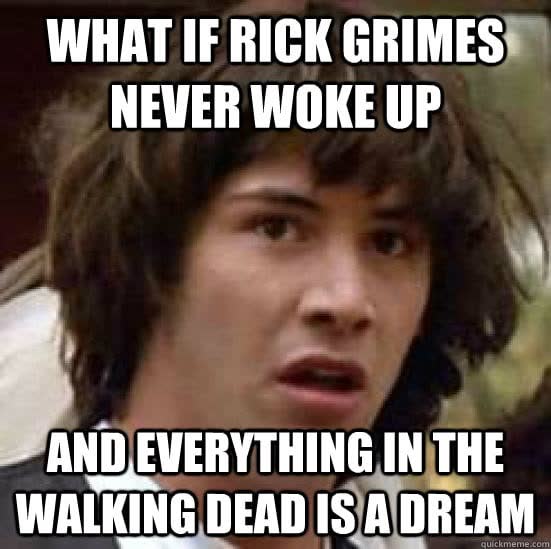 WHAT IF RICK GRIMES
NEVER WOKE UP
AND EVERYTHING IN THE
WALKING DEAD IS A DREAM
quickmeme.com